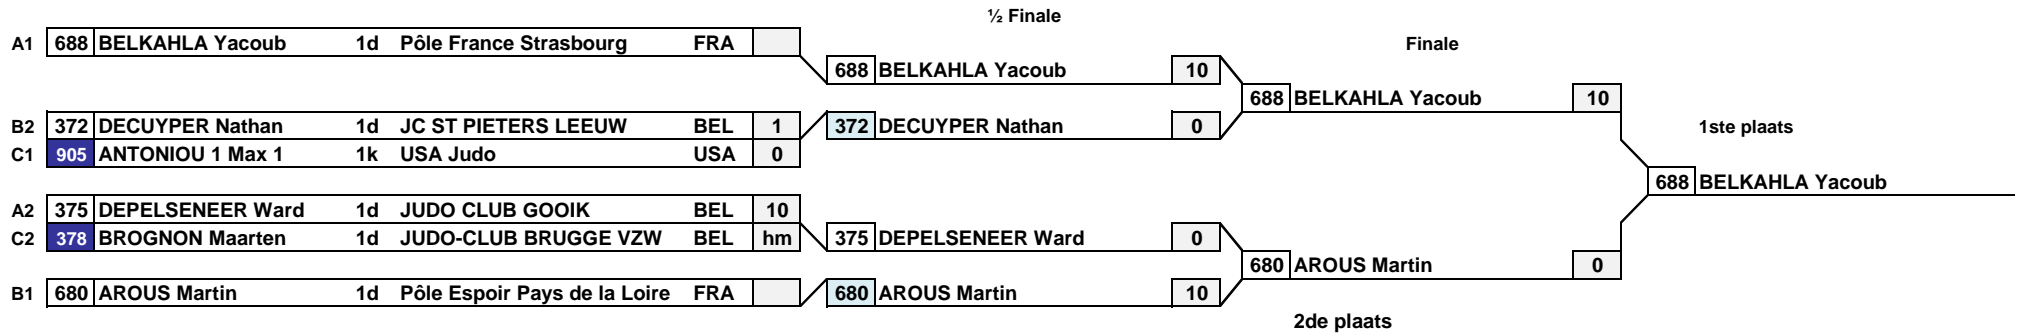 ½ Finale
A1 688 BELKAHLA Yacoub 1d Pôle France Strasbourg FRA
Finale
688 BELKAHLA Yacoub 10
688 BELKAHLA Yacoub 10
B2 372 DECUYPER Nathan 1d JC ST PIETERS LEEUW BEL 1 372 DECUYPER Nathan 0
1ste plaats
C1 905 ANTONIOU 1 Max 1 1k USA Judo USA 0
688 BELKAHLA Yacoub
A2 375 DEPELSENEER Ward 1d JUDO CLUB GOOIK BEL 10
C2 378 BROGNON Maarten 1d JUDO-CLUB BRUGGE VZW BEL hm 375 DEPELSENEER Ward 0
680 AROUS Martin 0
B1 680 AROUS Martin 1d Pôle Espoir Pays de la Loire FRA 680 AROUS Martin 10
2de plaats